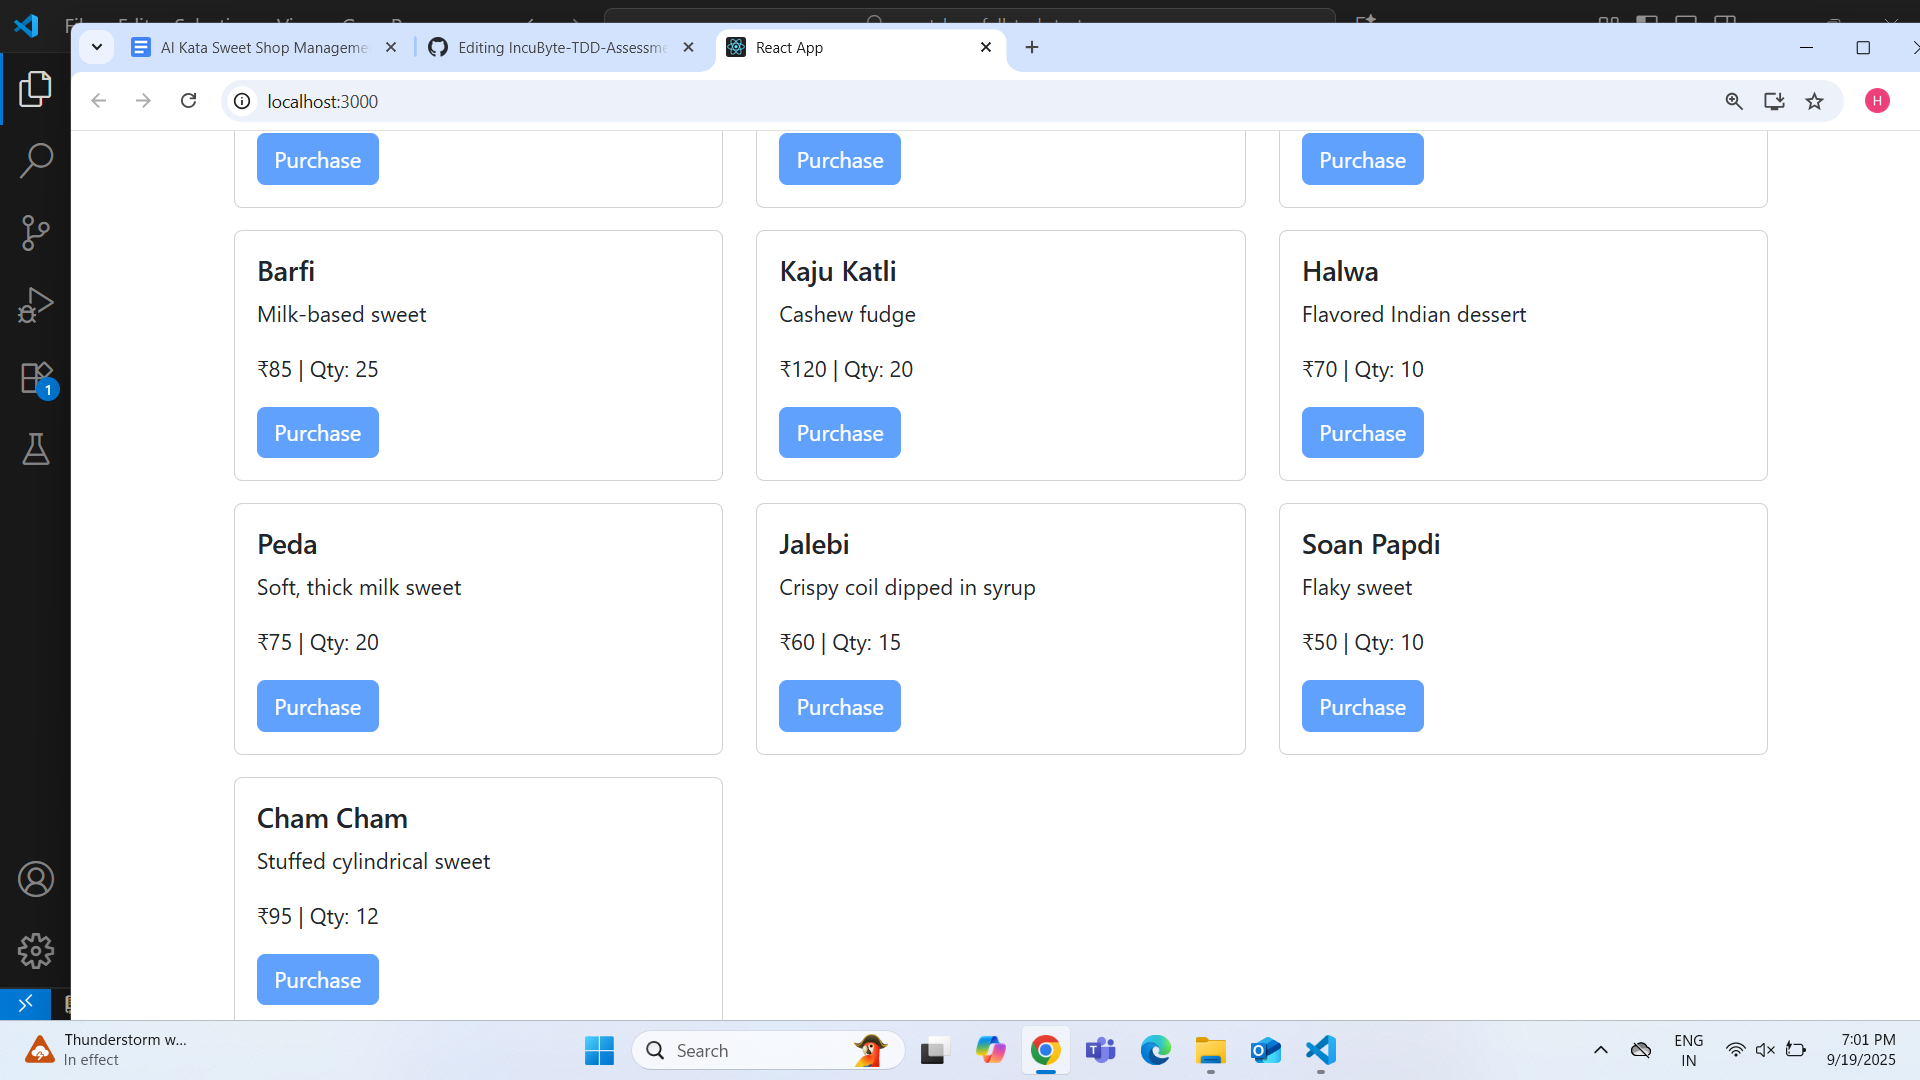 AI Kata Sweet Shop Manageme
Editing IncuByte-TDD-Assessme
React App
localhost:3000
H
Purchase
Purchase
Purchase
Barfi
Milk-based sweet
₹85 | Qty: 25
Purchase
Kaju Katli
Cashew fudge
₹120 | Qty: 20
Purchase
Halwa
Flavored Indian dessert
₹70 | Qty: 10
Purchase
Peda
Soft, thick milk sweet
₹75 | Qty: 20
Purchase
Jalebi
Crispy coil dipped in syrup
₹60 | Qty: 15
Purchase
Soan Papdi
Flaky sweet
₹50 | Qty: 10
Purchase
Cham Cham
Stuffed cylindrical sweet
₹95 | Qty: 12
Purchase
1
Thunderstorm w...
In effect
Search
ENG
IN
7:01 PM
9/19/2025